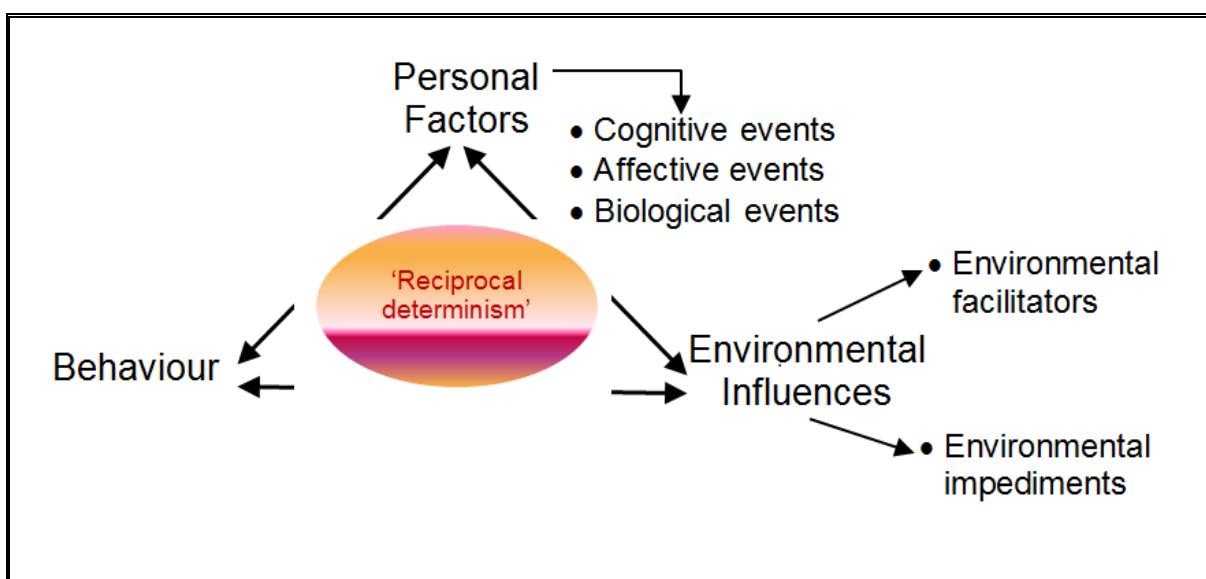 Personal
Factors
• Cognitive events
• Affective events
• Biological events
‘Reciprocal
determinism’
Behaviour
Environmental
Influences
• Environmental
facilitators
• Environmental
impediments